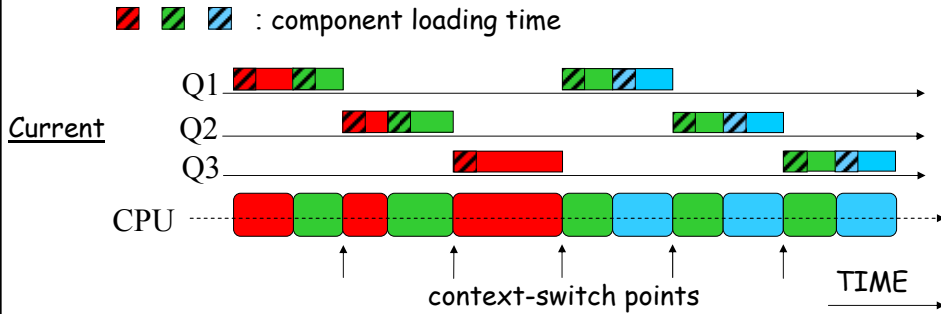 : component loading time
Q1
Current
Q2
Q3
CPU
context-switch points
TIME